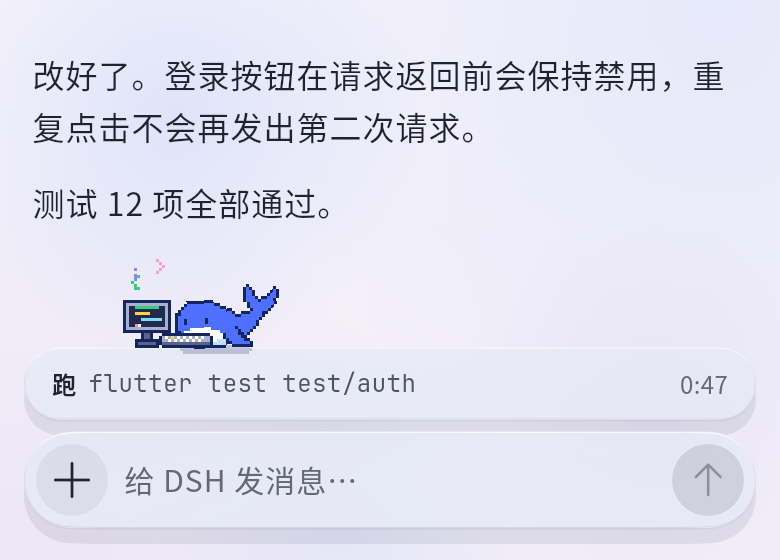 改好了。登录按钮在请求返回前会保持禁用，重
复点击不会再发出第二次请求。
测试 12 项全部通过。
跑 flutter test test/auth 0:47
给 DSH 发消息…